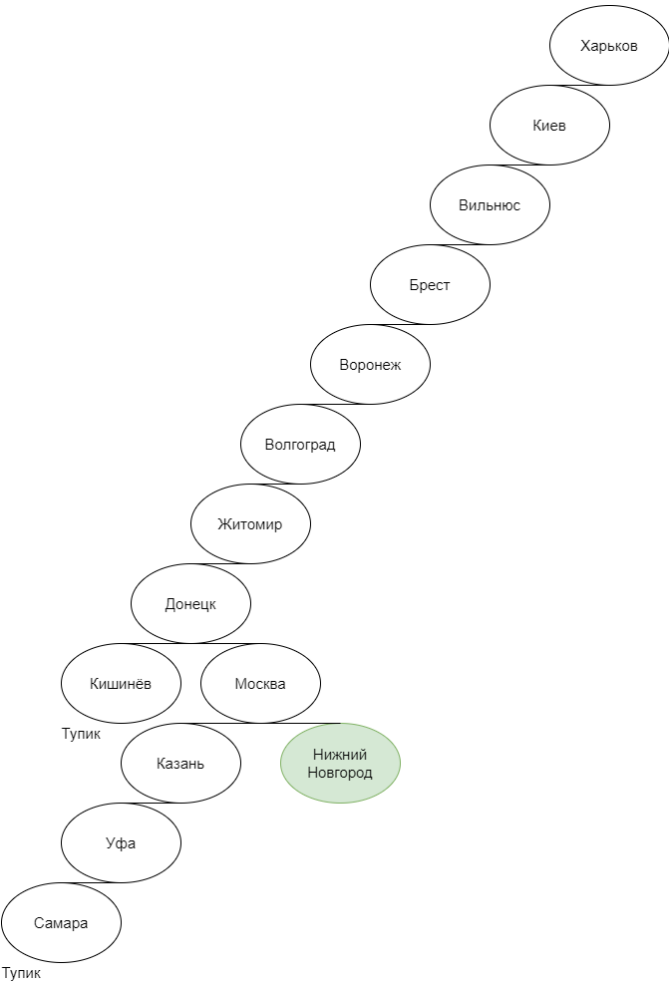 Харьков
Киев
Вильнюс
Брест
Воронеж
Волгоград
Житомир
Донецк
Кишинёв
Москва
Тупик
Казань
Нижний
Новгород
Уфа
Самара
Тупик